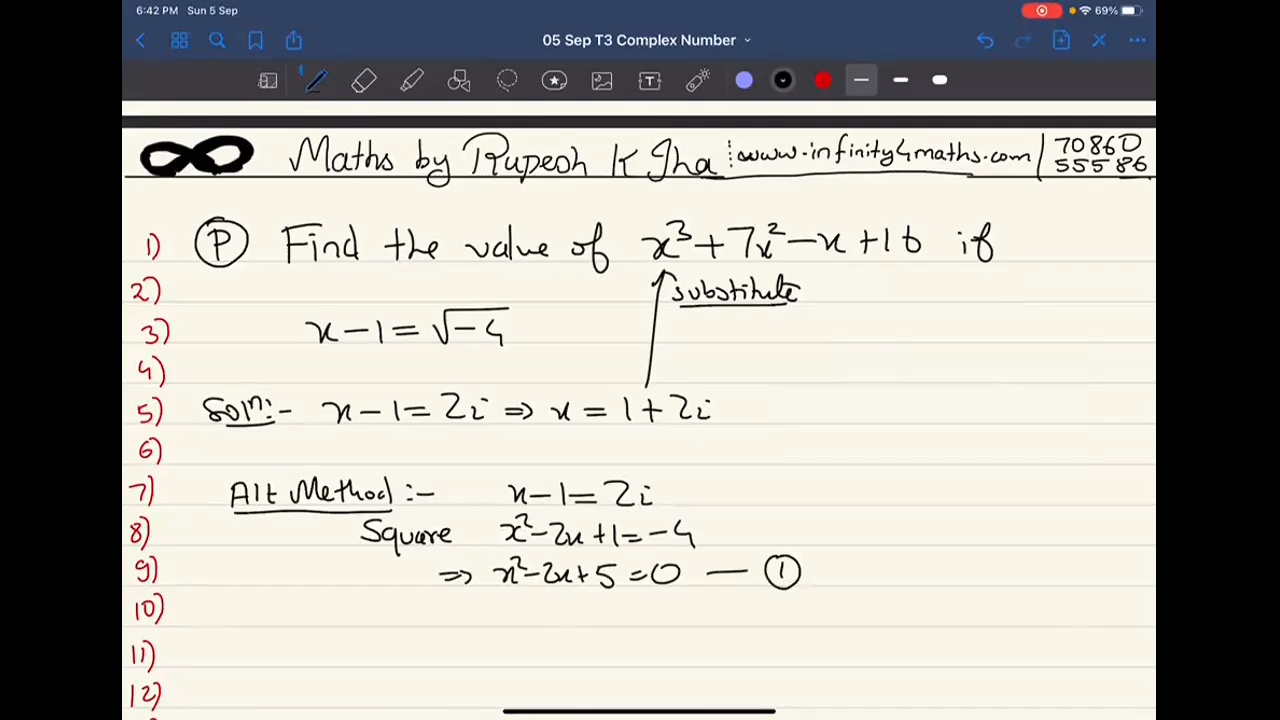 6:42 PM Sun 5 Sep 69%
05 Sep T3 Complex Number
Maths by Rupesh K Jha www.infinity4maths.com 70860 55586
1) P Find the value of x³+7x²-x+16 if
2) substitute
3) x-1=√-4
4)
5) Soln:- x-1=2i ⇒ x=1+2i
6)
7) Alt Method:- x-1=2i
8) Square x²-2x+1=-4
9) ⇒ x²-2x+5=0 — ①
10)
11)
12)